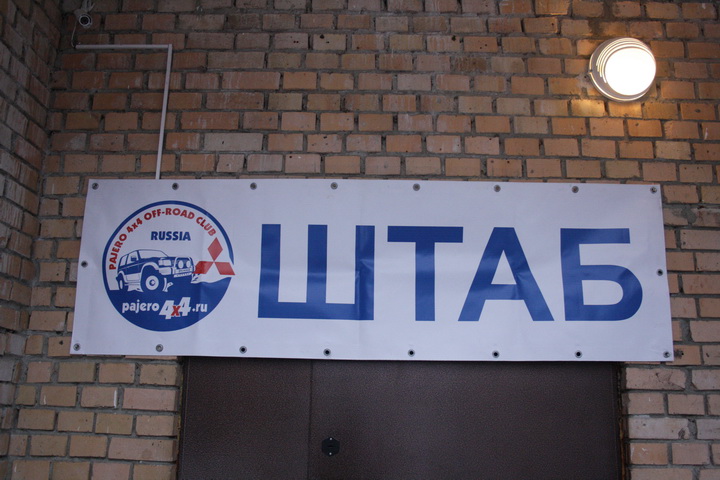 PAJERO 4x4 OFF-ROAD CLUB
RUSSIA
pajero4x4.ru
ШТАБ